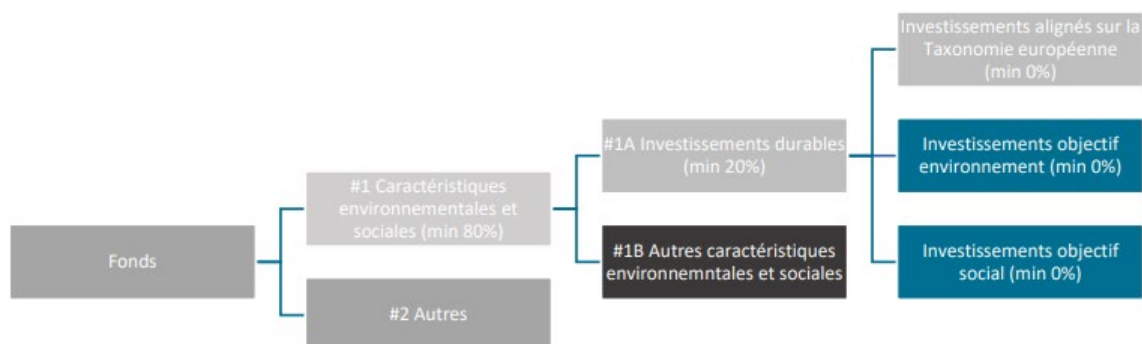 Fonds
#1 Caractéristiques
environnementales et
sociales (min 80%)
#2 Autres
#1A Investissements durables
(min 20%)
#1B Autres caractéristiques
environnemntales et sociales
Investissements alignés sur la
Taxonomie européenne
(min 0%)
Investissements objectif
environnement (min 0%)
Investissements objectif
social (min 0%)